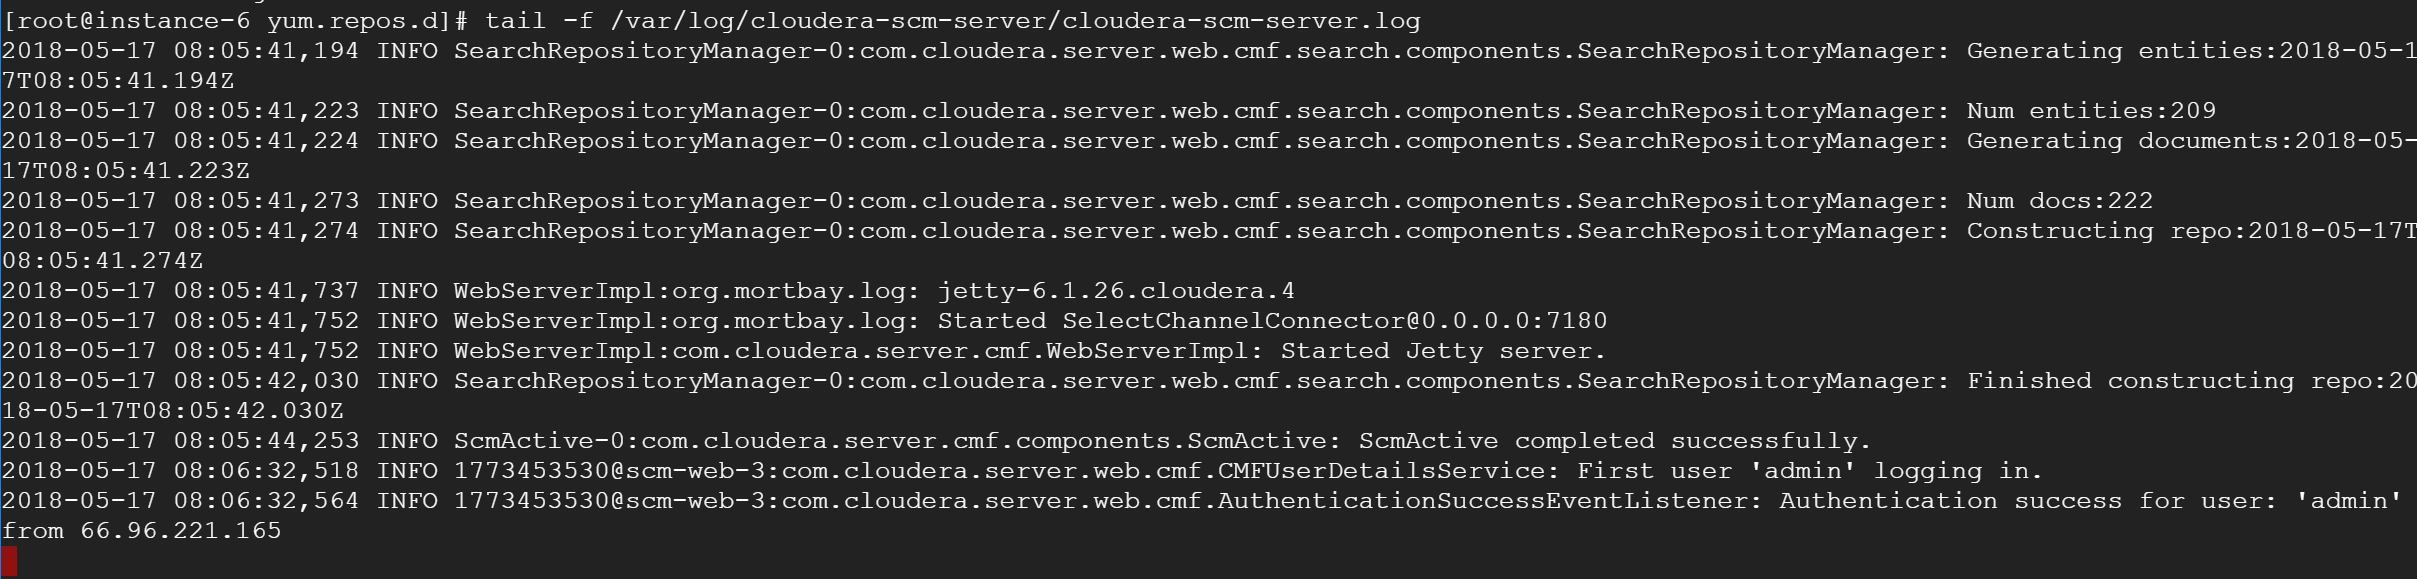 [root@instance-6 yum.repos.d]# tail -f /var/log/cloudera-scm-server/cloudera-scm-server.log
2018-05-17 08:05:41,194 INFO SearchRepositoryManager-0:com.cloudera.server.web.cmf.search.components.SearchRepositoryManager: Generating entities:2018-05-1
7T08:05:41.194Z
2018-05-17 08:05:41,223 INFO SearchRepositoryManager-0:com.cloudera.server.web.cmf.search.components.SearchRepositoryManager: Num entities:209
2018-05-17 08:05:41,224 INFO SearchRepositoryManager-0:com.cloudera.server.web.cmf.search.components.SearchRepositoryManager: Generating documents:2018-05-
17T08:05:41.223Z
2018-05-17 08:05:41,273 INFO SearchRepositoryManager-0:com.cloudera.server.web.cmf.search.components.SearchRepositoryManager: Num docs:222
2018-05-17 08:05:41,274 INFO SearchRepositoryManager-0:com.cloudera.server.web.cmf.search.components.SearchRepositoryManager: Constructing repo:2018-05-17T
08:05:41.274Z
2018-05-17 08:05:41,737 INFO WebServerImpl:org.mortbay.log: jetty-6.1.26.cloudera.4
2018-05-17 08:05:41,752 INFO WebServerImpl:org.mortbay.log: Started SelectChannelConnector@0.0.0.0:7180
2018-05-17 08:05:41,752 INFO WebServerImpl:com.cloudera.server.cmf.WebServerImpl: Started Jetty server.
2018-05-17 08:05:42,030 INFO SearchRepositoryManager-0:com.cloudera.server.web.cmf.search.components.SearchRepositoryManager: Finished constructing repo:20
18-05-17T08:05:42.030Z
2018-05-17 08:05:44,253 INFO ScmActive-0:com.cloudera.server.cmf.components.ScmActive: ScmActive completed successfully.
2018-05-17 08:06:32,518 INFO 1773453530@scm-web-3:com.cloudera.server.web.cmf.CMFUserDetailsService: First user 'admin' logging in.
2018-05-17 08:06:32,564 INFO 1773453530@scm-web-3:com.cloudera.server.web.cmf.AuthenticationSuccessEventListener: Authentication success for user: 'admin'
from 66.96.221.165